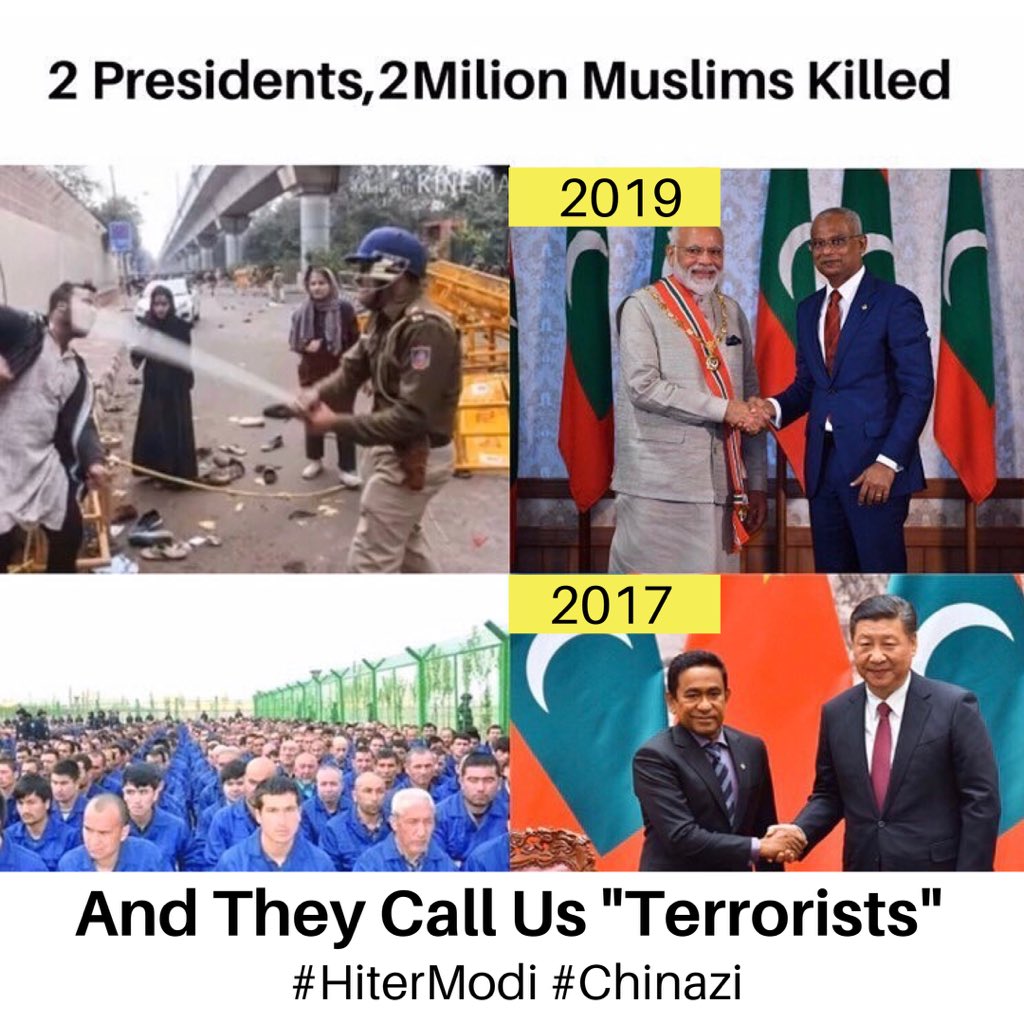 2 Presidents,2Milion Muslims Killed
2019
2017
And They Call Us "Terrorists"
#HiterModi #Chinazi